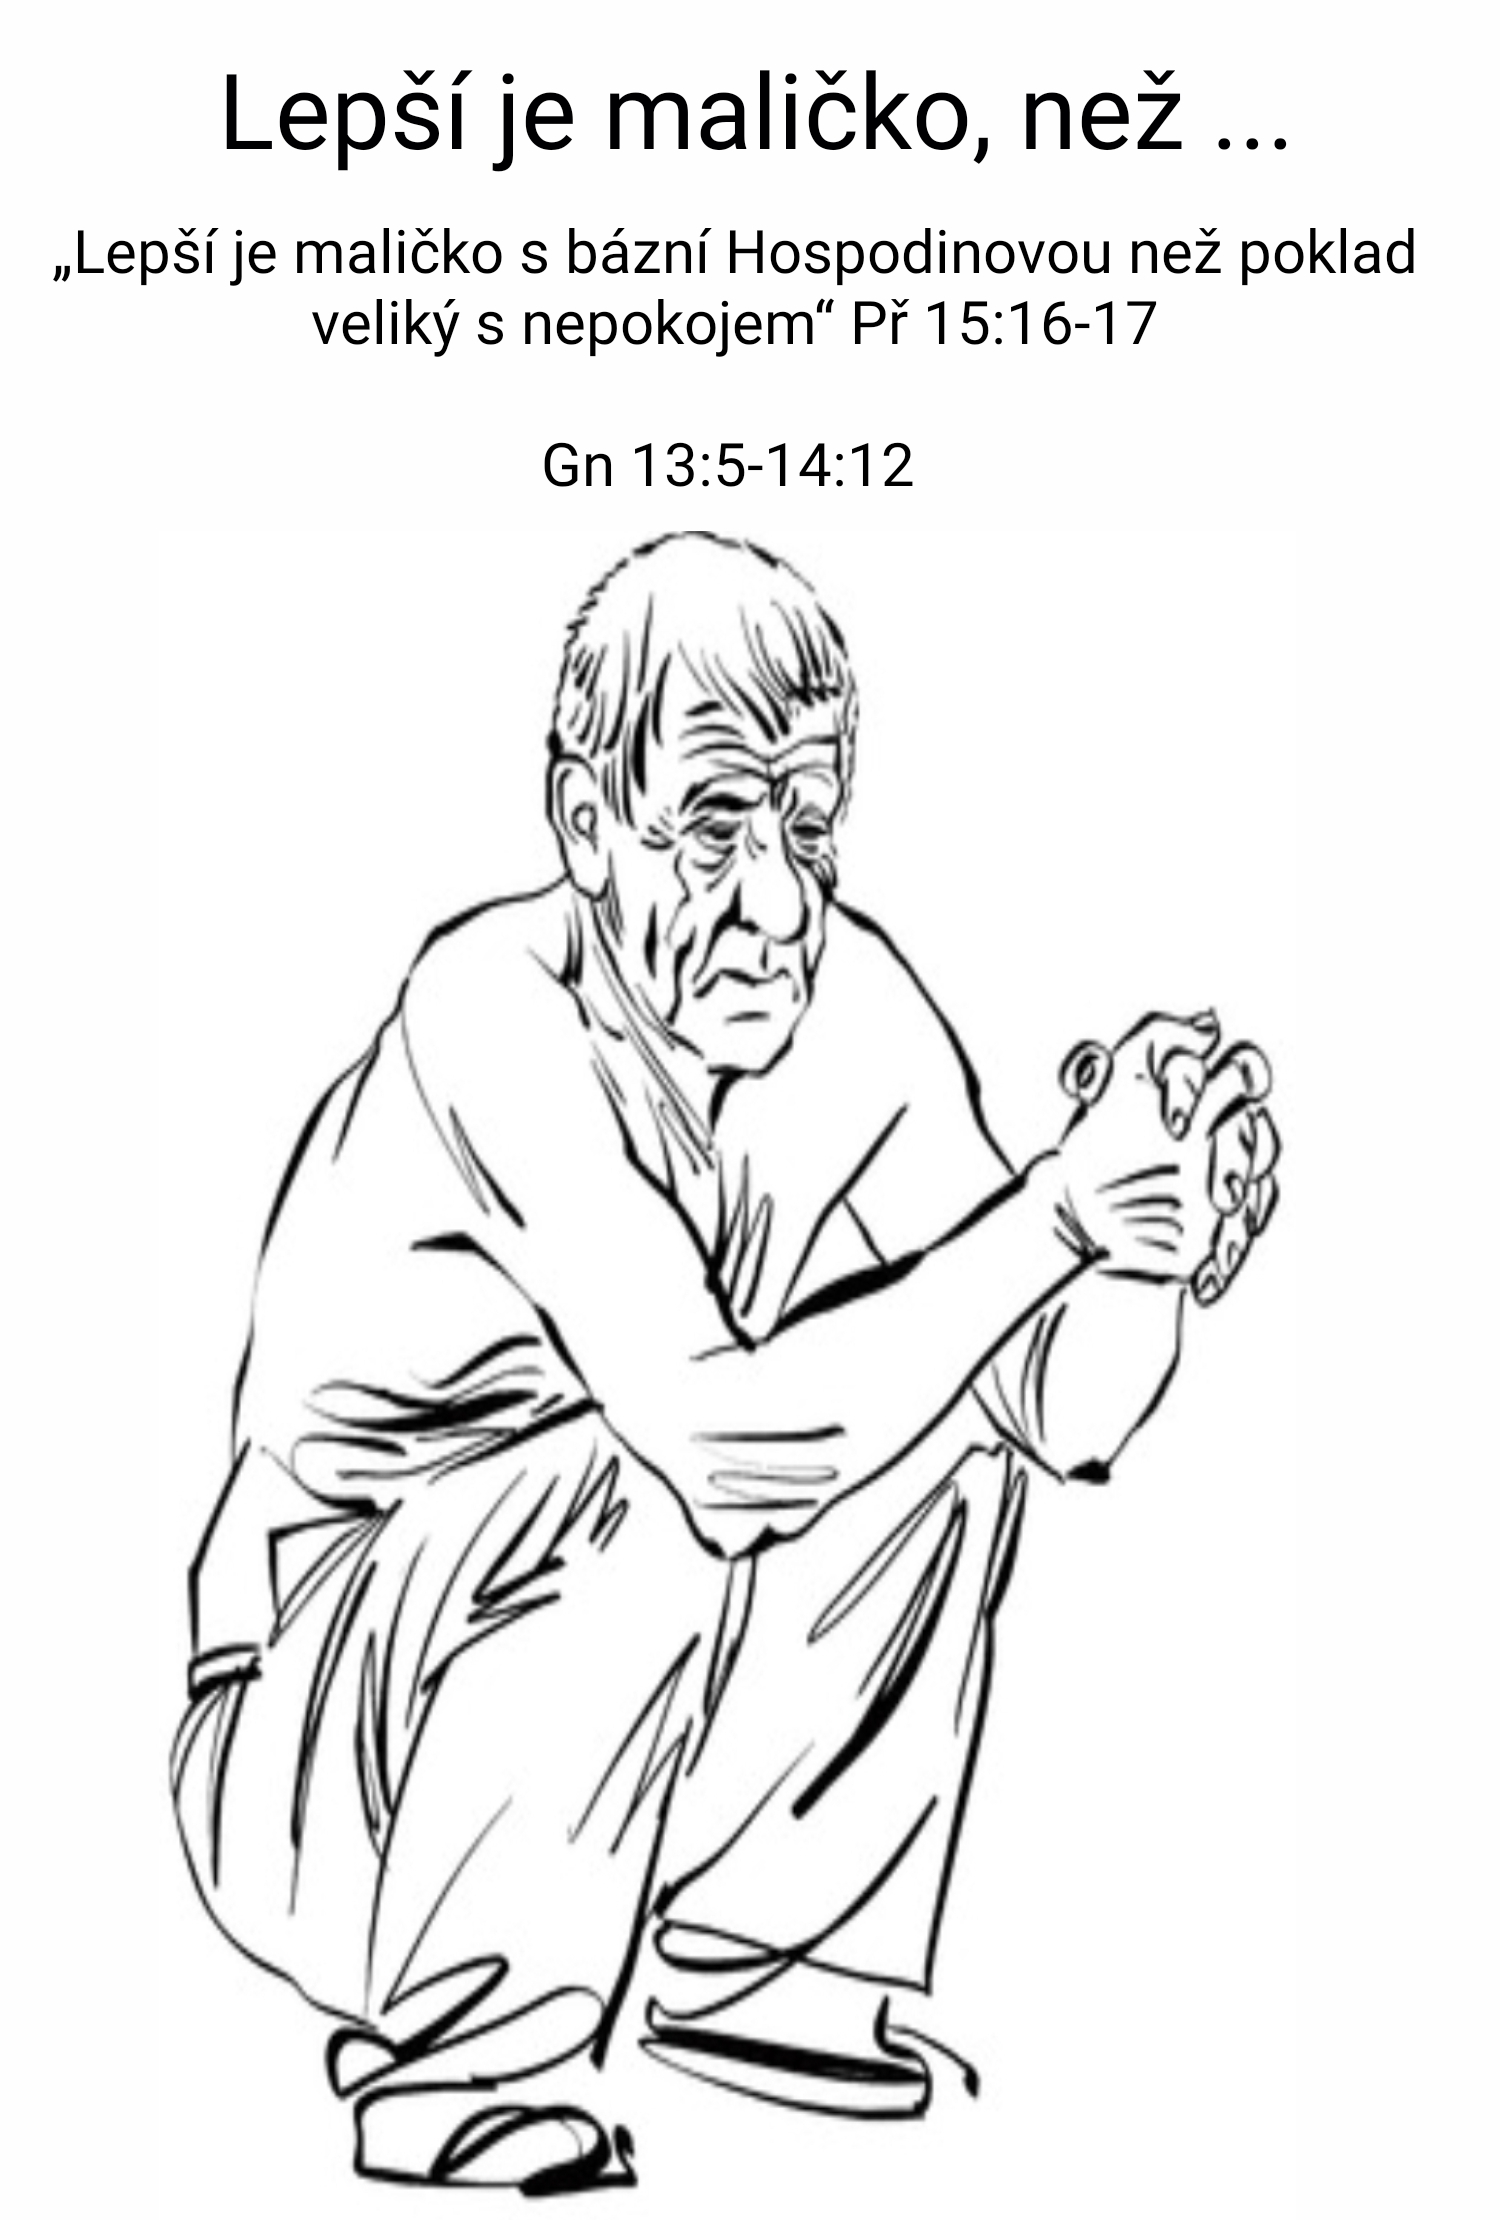 Lepší je maličko, než ...
„Lepší je maličko s bázní Hospodinovou než poklad
veliký s nepokojem“ Př 15:16-17
Gn 13:5-14:12